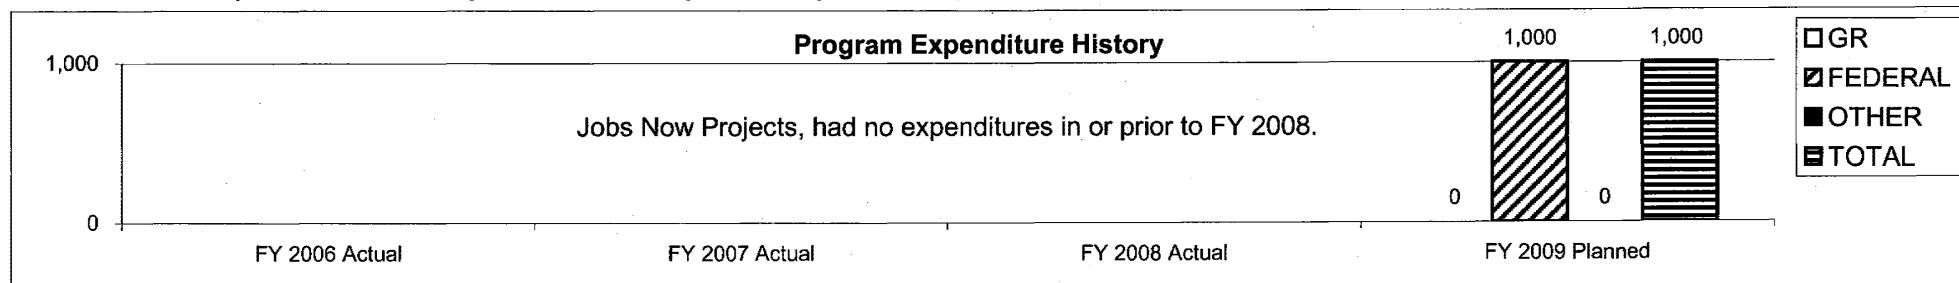 Program Expenditure History
1,000
1,000
1,000
Jobs Now Projects, had no expenditures in or prior to FY 2008.
0
0
0
FY 2006 Actual
FY 2007 Actual
FY 2008 Actual
FY 2009 Planned
GR
FEDERAL
OTHER
TOTAL